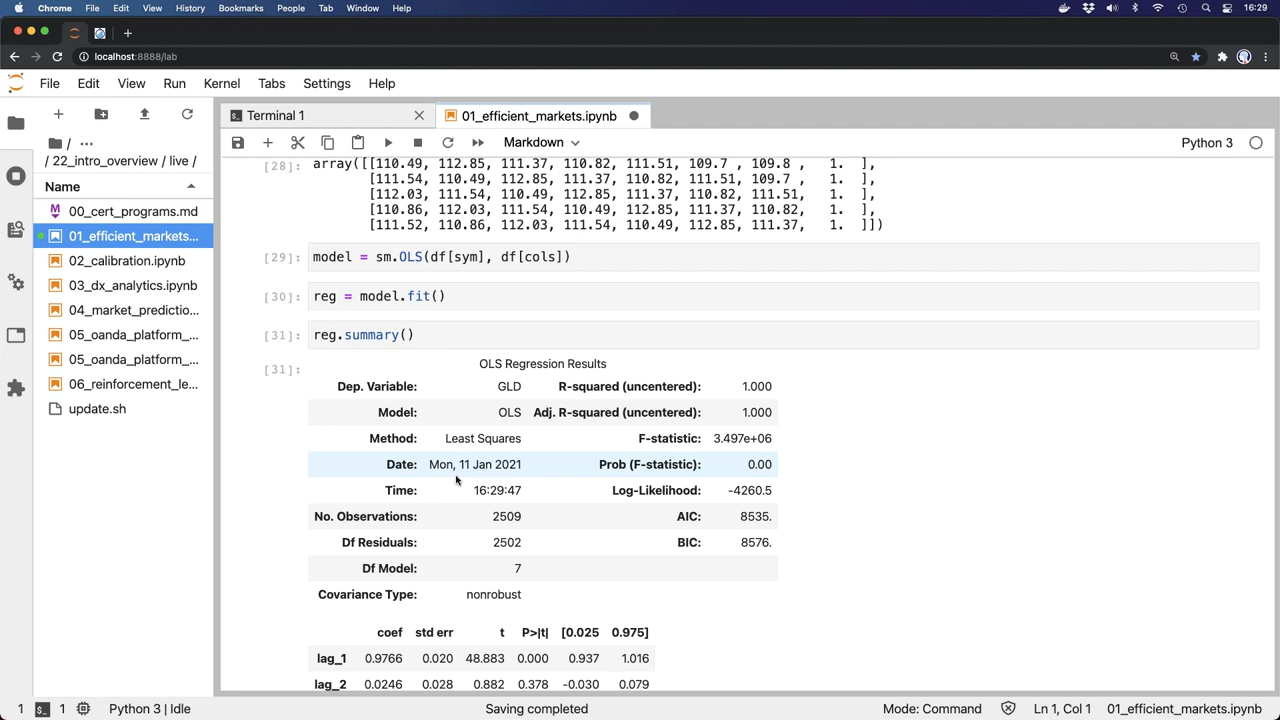 Chrome File Edit View History Bookmarks People Tab Window Help 16:29
localhost:8888/lab
File Edit View Run Kernel Tabs Settings Help
Terminal 1 01_efficient_markets.ipynb
Markdown Python 3
/ ...
/ 22_intro_overview / live /
Name
00_cert_programs.md
01_efficient_markets...
02_calibration.ipynb
03_dx_analytics.ipynb
04_market_predictio...
05_oanda_platform_...
05_oanda_platform_...
06_reinforcement_le...
update.sh
[28]: array([[110.49, 112.85, 111.37, 110.82, 111.51, 109.7 , 109.8 , 1. ],
[111.54, 110.49, 112.85, 111.37, 110.82, 111.51, 109.7 , 1. ],
[112.03, 111.54, 110.49, 112.85, 111.37, 110.82, 111.51, 1. ],
[110.86, 112.03, 111.54, 110.49, 112.85, 111.37, 110.82, 1. ],
[111.52, 110.86, 112.03, 111.54, 110.49, 112.85, 111.37, 1. ]])
[29]: model = sm.OLS(df[sym], df[cols])
[30]: reg = model.fit()
[31]: reg.summary()
[31]: OLS Regression Results
Dep. Variable: GLD R-squared (uncentered): 1.000
Model: OLS Adj. R-squared (uncentered): 1.000
Method: Least Squares F-statistic: 3.497e+06
Date: Mon, 11 Jan 2021 Prob (F-statistic): 0.00
Time: 16:29:47 Log-Likelihood: -4260.5
No. Observations: 2509 AIC: 8535.
Df Residuals: 2502 BIC: 8576.
Df Model: 7
Covariance Type: nonrobust
coef std err t P>|t| [0.025 0.975]
lag_1 0.9766 0.020 48.883 0.000 0.937 1.016
lag_2 0.0246 0.028 0.882 0.378 -0.030 0.079
1 1 Python 3 | Idle Saving completed Mode: Command Ln 1, Col 1 01_efficient_markets.ipynb